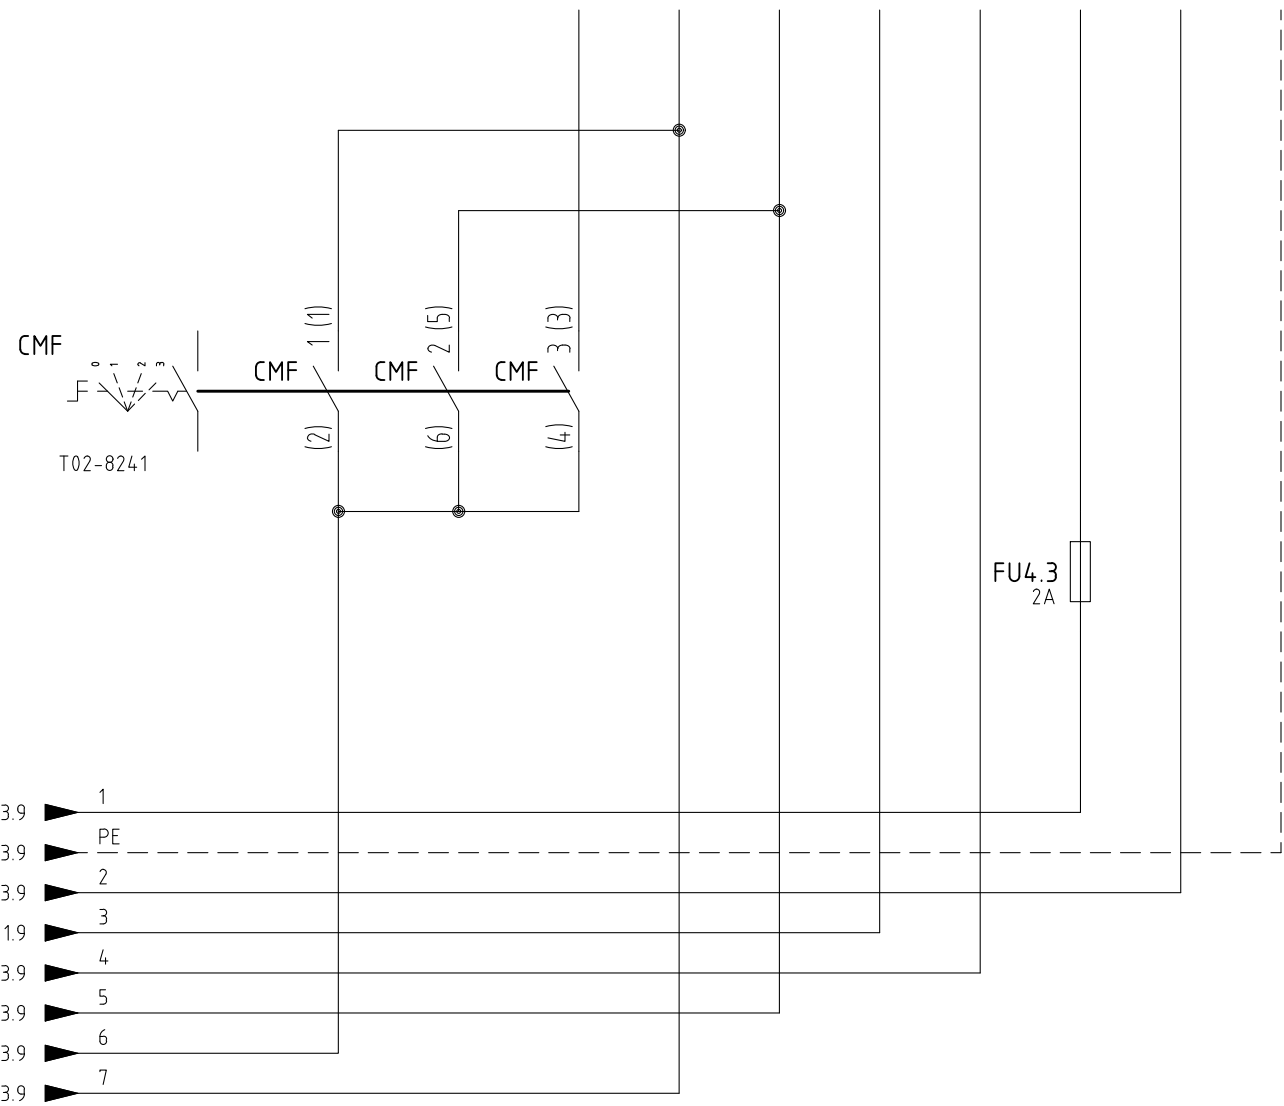 1 (1)
2 (5)
3 (3)
CMF
0
1
2
3
CMF
CMF
CMF
(2)
(6)
(4)
T02-8241
FU4.3
2A
3.9 1
3.9 PE
3.9 2
1.9 3
3.9 4
3.9 5
3.9 6
3.9 7